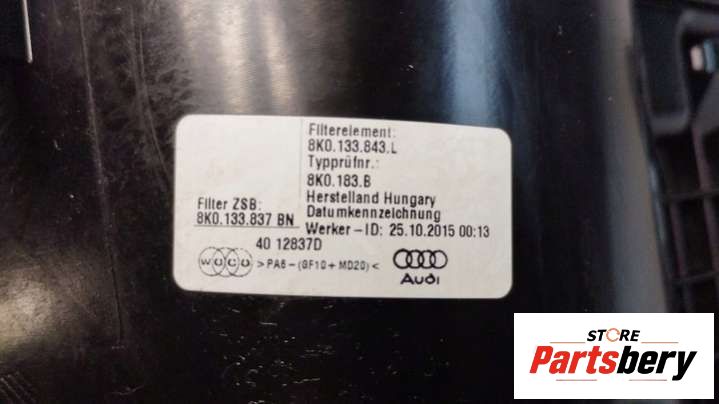 Filterelement:
8K0.133.843.L
Typprüfnr.:
8K0.183.B
Herstelland Hungary
Datumkennzeichnung
Werker-ID: 25.10.2015 00:13
Filter ZSB:
8K0.133.837 BN
40 12837D
WOCO
>PA6-(GF10+MD20)<
Audi
STORE
Partsbery